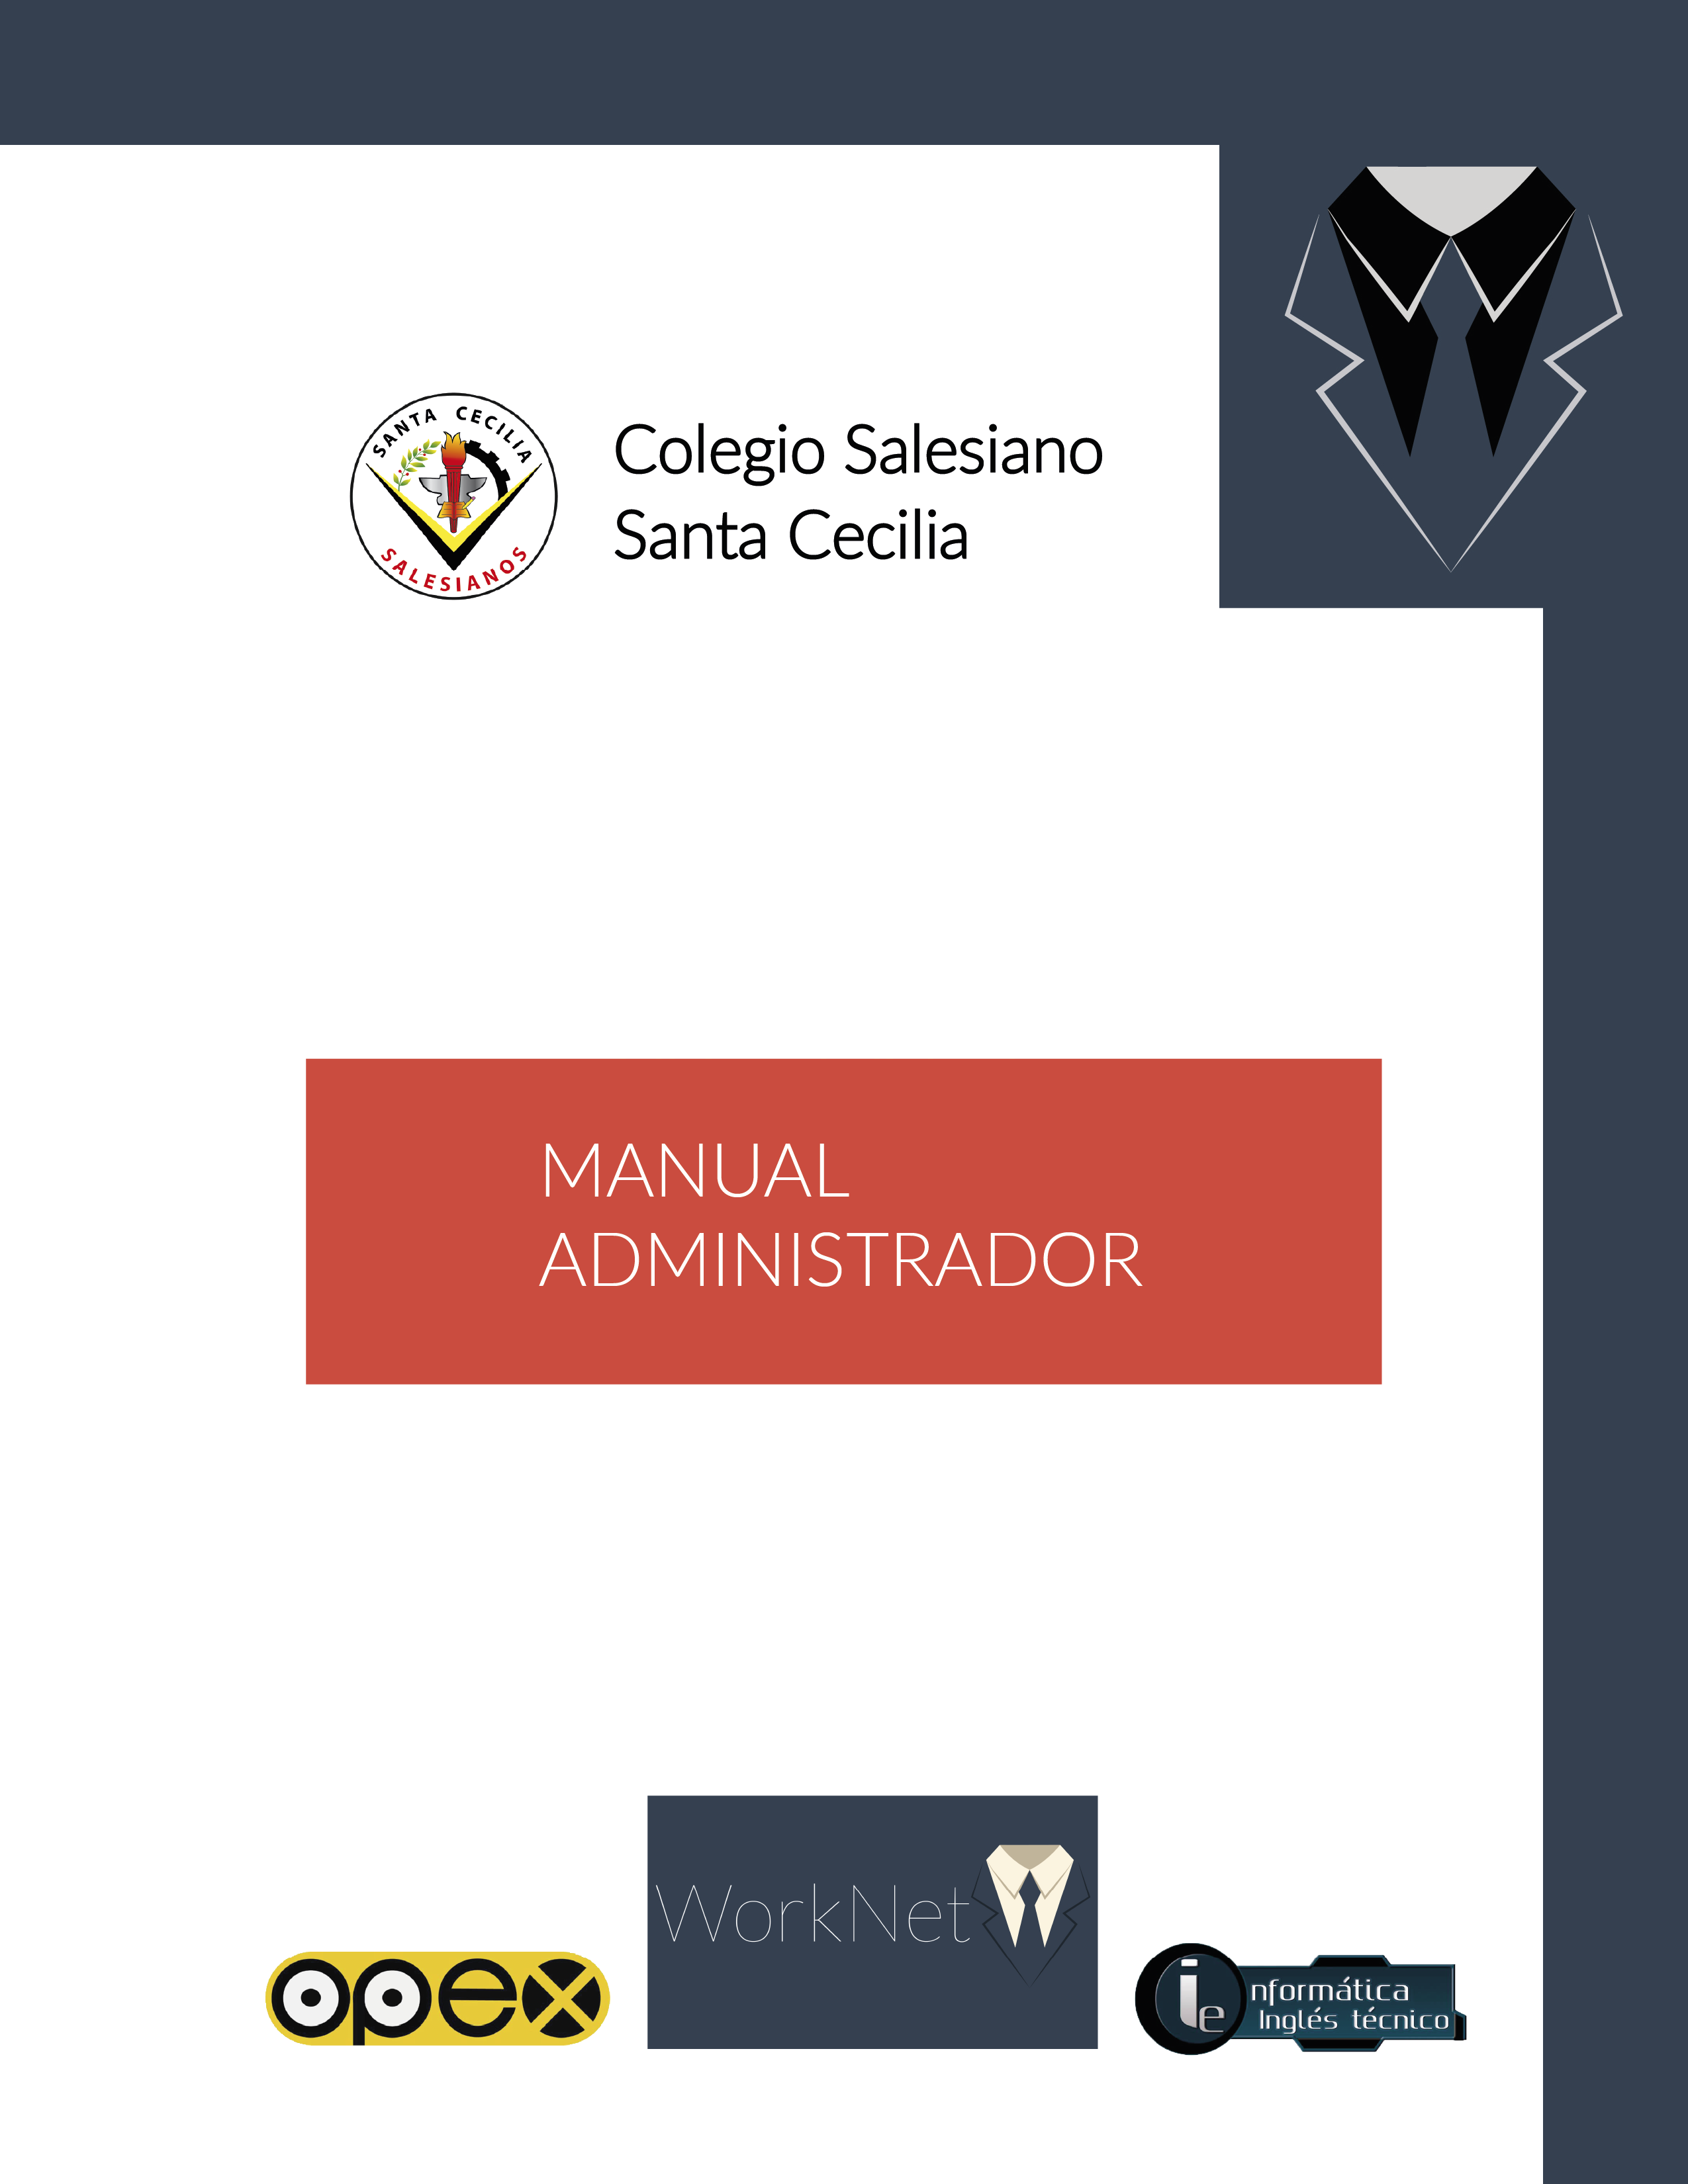 SANTA CECILIA
SALESIANOS
Colegio Salesiano
Santa Cecilia
MANUAL
ADMINISTRADOR
WorkNet
opex
ie
nformática
Inglés técnico